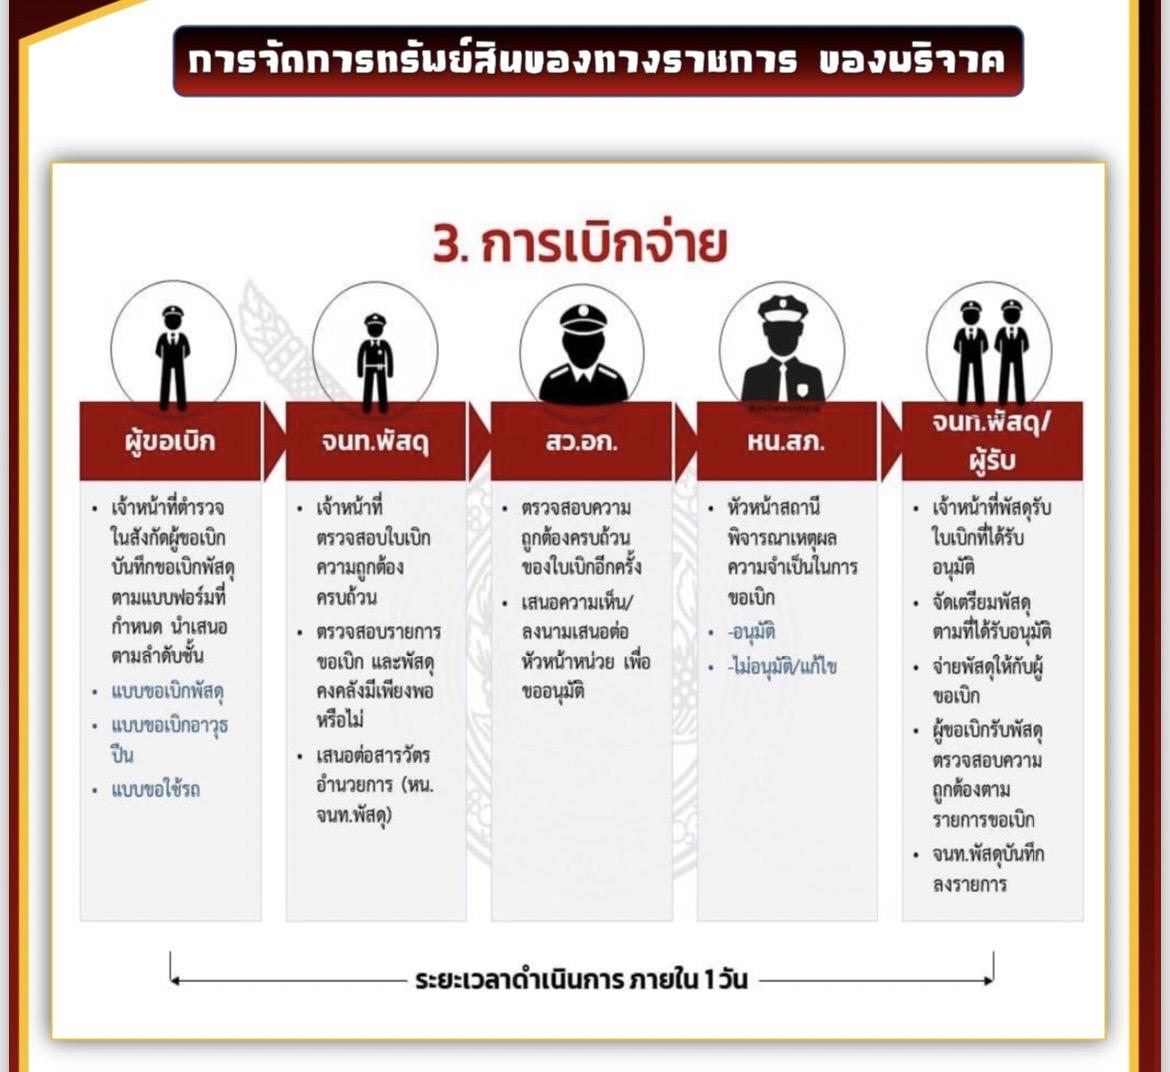 การจัดการทรัพย์สินของทางราชการ ของบริจาค
3. การเบิกจ่าย
ผู้ขอเบิก
• เจ้าหน้าที่ตำรวจ
ในสังกัดผู้ขอเบิก
บันทึกขอเบิกพัสดุ
ตามแบบฟอร์มที่
กำหนด นำเสนอ
ตามลำดับชั้น
• แบบขอเบิกพัสดุ
• แบบขอเบิกอาวุธ
ปืน
• แบบขอใช้รถ
จนท.พัสดุ
• เจ้าหน้าที่
ตรวจสอบใบเบิก
ความถูกต้อง
ครบถ้วน
• ตรวจสอบรายการ
ขอเบิก และพัสดุ
คงคลังมีเพียงพอ
หรือไม่
• เสนอต่อสารวัตร
อำนวยการ (หน.
จนท.พัสดุ)
สว.อก.
• ตรวจสอบความ
ถูกต้องครบถ้วน
ของใบเบิกอีกครั้ง
• เสนอความเห็น/
ลงนามเสนอต่อ
หัวหน้าหน่วย เพื่อ
ขออนุมัติ
หน.สภ.
• หัวหน้าสถานี
พิจารณาเหตุผล
ความจำเป็นในการ
ขอเบิก
• -อนุมัติ
• -ไม่อนุมัติ/แก้ไข
จนท.พัสดุ/
ผู้รับ
• เจ้าหน้าที่พัสดุรับ
ใบเบิกที่ได้รับ
อนุมัติ
• จัดเตรียมพัสดุ
ตามที่ได้รับอนุมัติ
• จ่ายพัสดุให้กับผู้
ขอเบิก
• ผู้ขอเบิกรับพัสดุ
ตรวจสอบความ
ถูกต้องตาม
รายการขอเบิก
• จนท.พัสดุบันทึก
ลงรายการ
ระยะเวลาดำเนินการ ภายใน 1 วัน